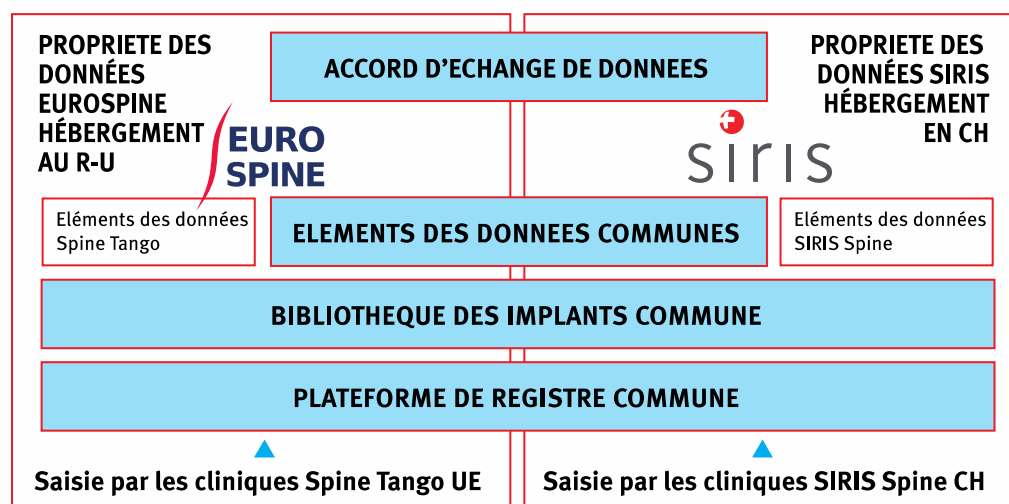 PROPRIETE DES
DONNÉES
EUROSPINE
HÉBERGEMENT
AU R-U
ACCORD D'ECHANGE DE DONNEES
PROPRIETE DES
DONNÉES SIRIS
HÉBERGEMENT
EN CH
EURO
SPINE
siris
Eléments des données
Spine Tango
ELEMENTS DES DONNEES COMMUNES
Eléments des données
SIRIS Spine
BIBLIOTHEQUE DES IMPLANTS COMMUNE
PLATEFORME DE REGISTRE COMMUNE
Saisie par les cliniques Spine Tango UE
Saisie par les cliniques SIRIS Spine CH